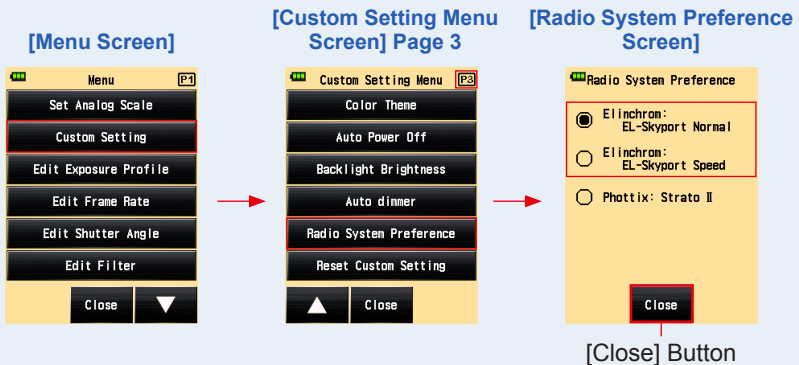 [Menu Screen]
Menu P1
Set Analog Scale
Custom Setting
Edit Exposure Profile
Edit Frame Rate
Edit Shutter Angle
Edit Filter
Close
[Custom Setting Menu
Screen] Page 3
Custom Setting Menu P3
Color Theme
Auto Power Off
Backlight Brightness
Auto dimmer
Radio System Preference
Reset Custom Setting
Close
[Radio System Preference
Screen]
Radio System Preference
Elinchrom:
EL-Skyport Normal
Elinchrom:
EL-Skyport Speed
Phottix: Strato Ⅱ
Close
[Close] Button